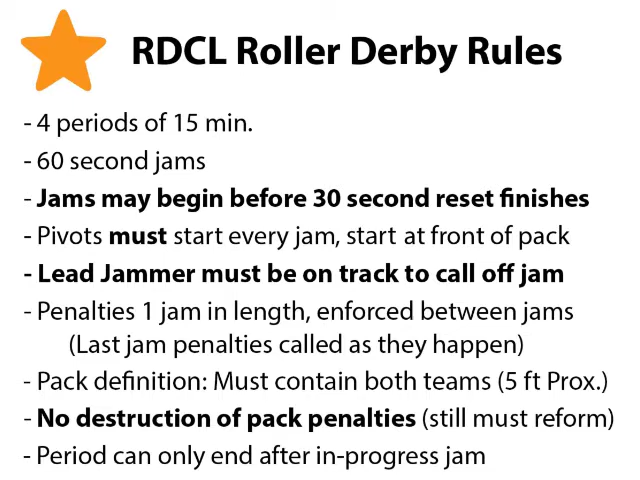 RDCL Roller Derby Rules
- 4 periods of 15 min.
- 60 second jams
- Jams may begin before 30 second reset finishes
- Pivots must start every jam, start at front of pack
- Lead Jammer must be on track to call off jam
- Penalties 1 jam in length, enforced between jams
(Last jam penalties called as they happen)
- Pack definition: Must contain both teams (5 ft Prox.)
- No destruction of pack penalties (still must reform)
- Period can only end after in-progress jam